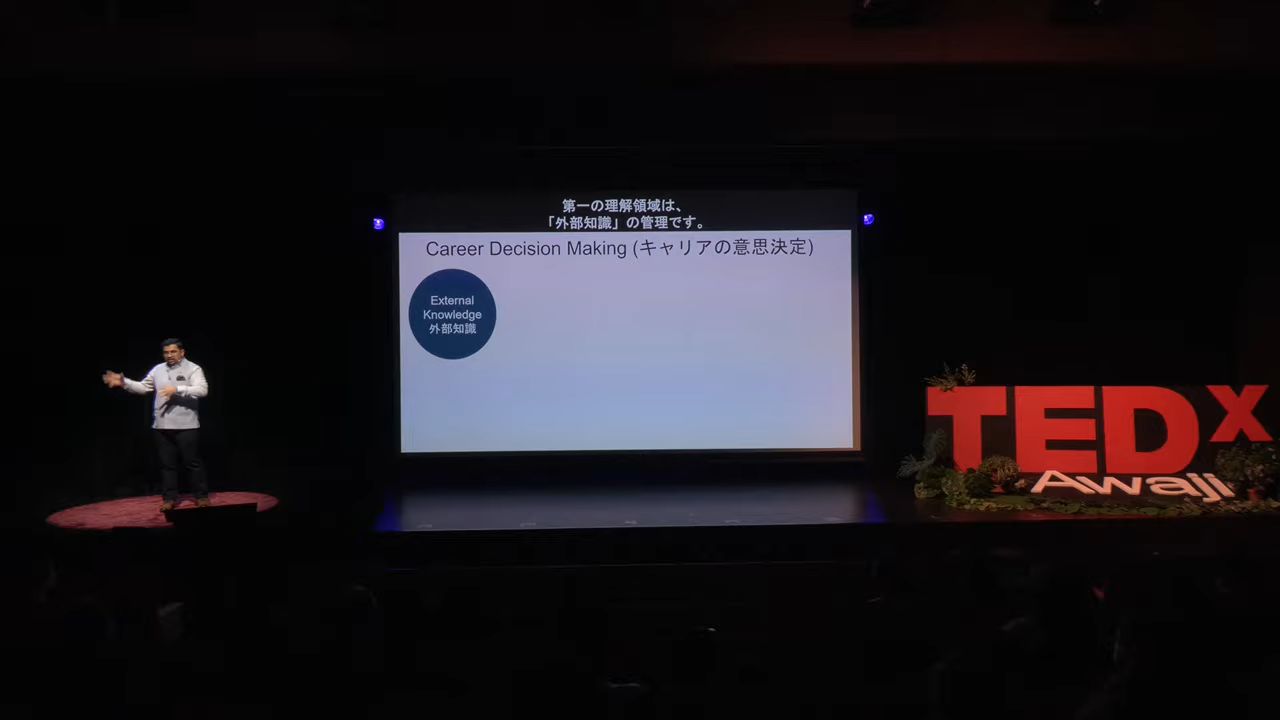 第一の理解領域は、
「外部知識」の管理です。
Career Decision Making (キャリアの意思決定)
External
Knowledge
外部知識
TEDx
Awaji